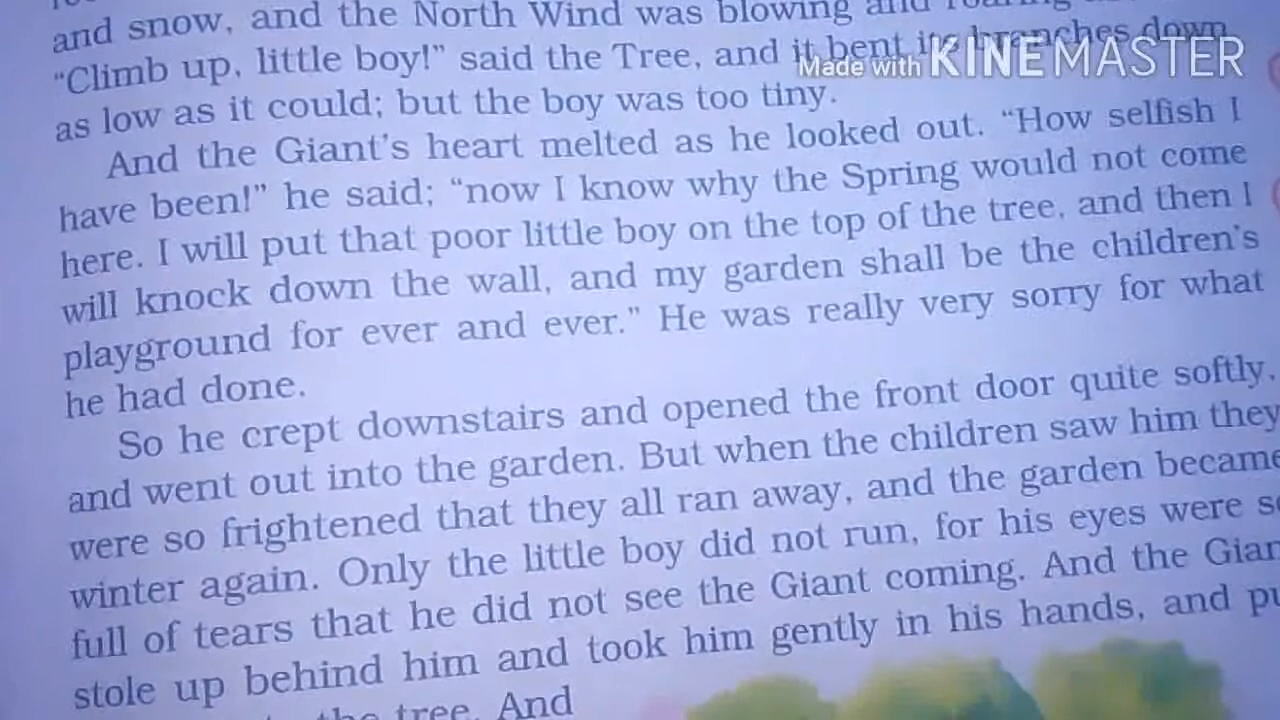 and snow, and the North Wind was blowing and
"Climb up, little boy!" said the Tree, and it bent its branches down
Made with KINEMASTER
as low as it could; but the boy was too tiny.
And the Giant's heart melted as he looked out. "How selfish I
have been!" he said; "now I know why the Spring would not come
here. I will put that poor little boy on the top of the tree, and then I
will knock down the wall, and my garden shall be the children's
playground for ever and ever." He was really very sorry for what
he had done.
So he crept downstairs and opened the front door quite softly,
and went out into the garden. But when the children saw him they
were so frightened that they all ran away, and the garden became
winter again. Only the little boy did not run, for his eyes were so
full of tears that he did not see the Giant coming. And the Gian
stole up behind him and took him gently in his hands, and pu
the tree. And